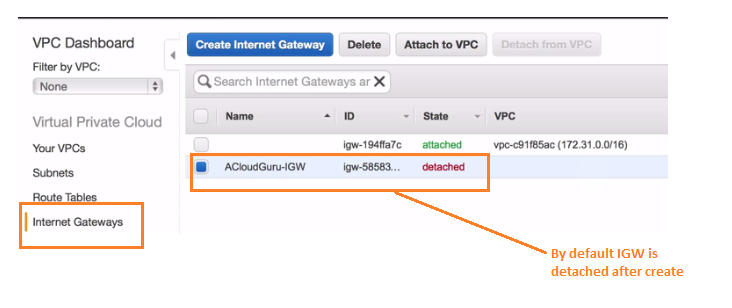 VPC Dashboard
Filter by VPC:
None
Virtual Private Cloud
Your VPCs
Subnets
Route Tables
Internet Gateways
Create Internet Gateway Delete Attach to VPC Detach from VPC
Search Internet Gateways ar
Name ID State VPC
igw-194ffa7c attached vpc-c91f85ac (172.31.0.0/16)
ACloudGuru-IGW igw-58583... detached
By default IGW is
detached after create